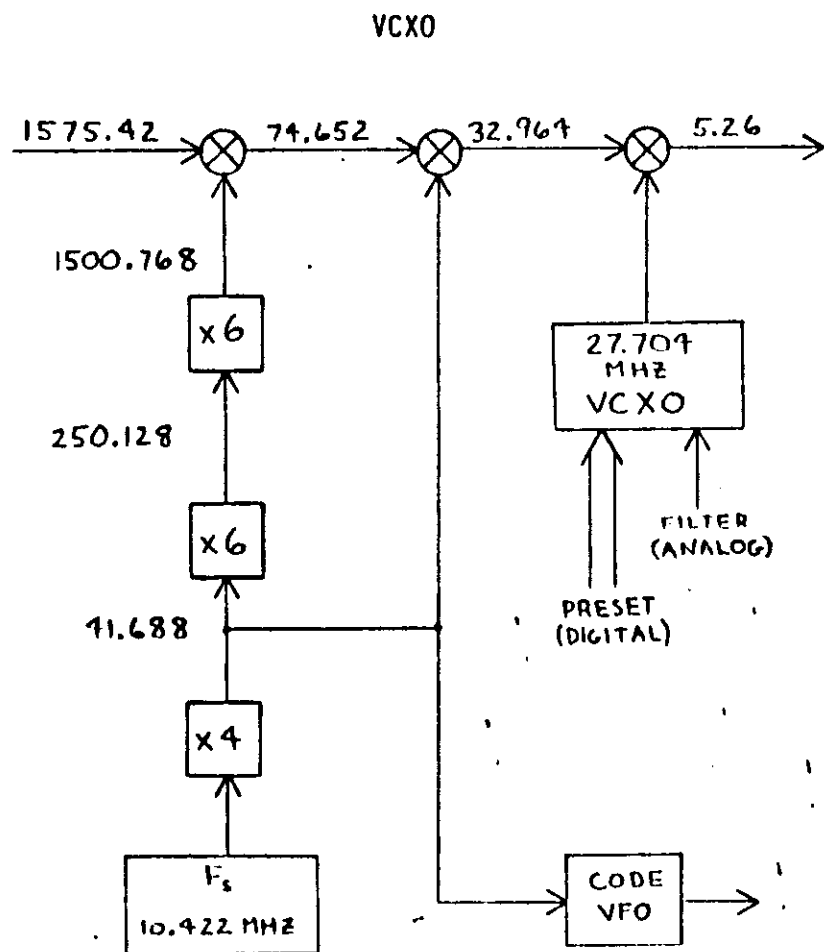 VCXO
1575.42
74.652
32.964
5.26
1500.768
x6
27.704
MHZ
VCXO
250.128
x6
FILTER
(ANALOG)
PRESET
(DIGITAL)
41.688
x4
Fs
10.422 MHZ
CODE
VFO